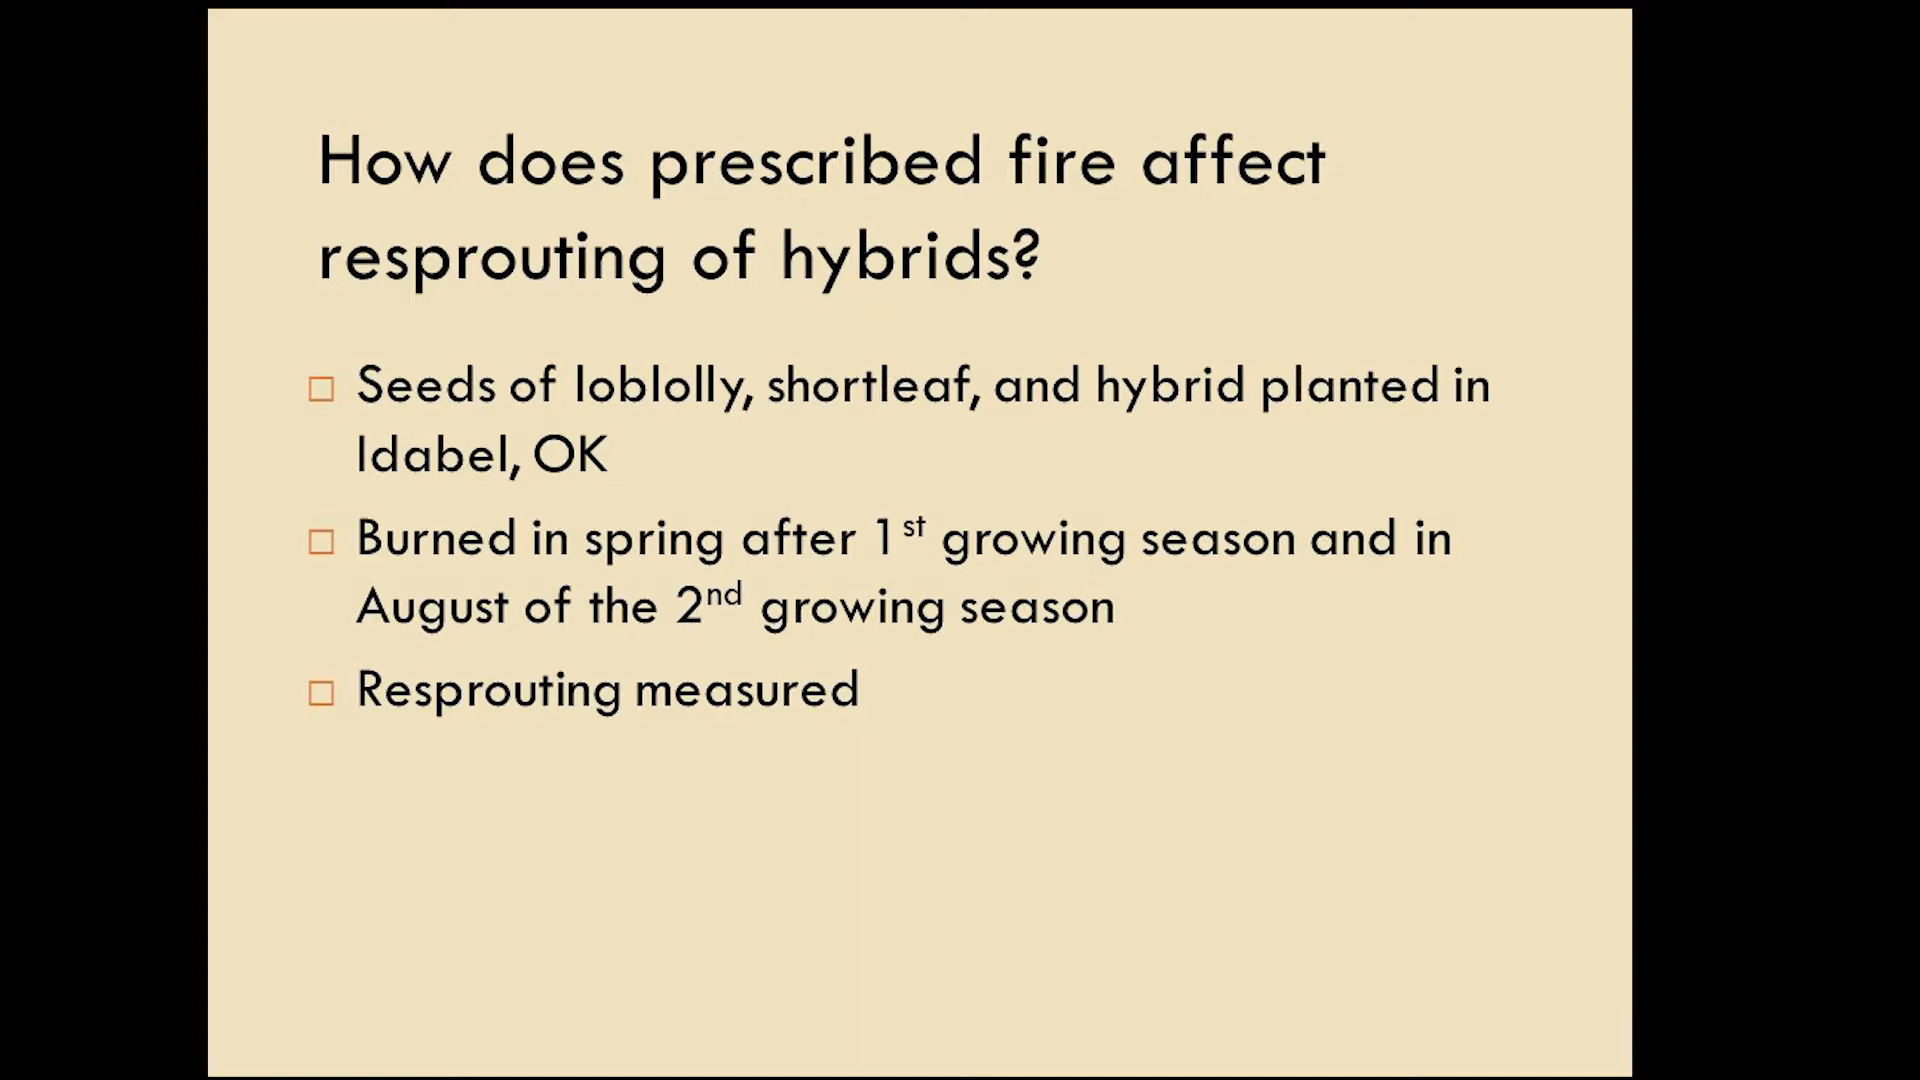 How does prescribed fire affect
resprouting of hybrids?
Seeds of loblolly, shortleaf, and hybrid planted in
Idabel, OK
Burned in spring after 1st growing season and in
August of the 2nd growing season
Resprouting measured